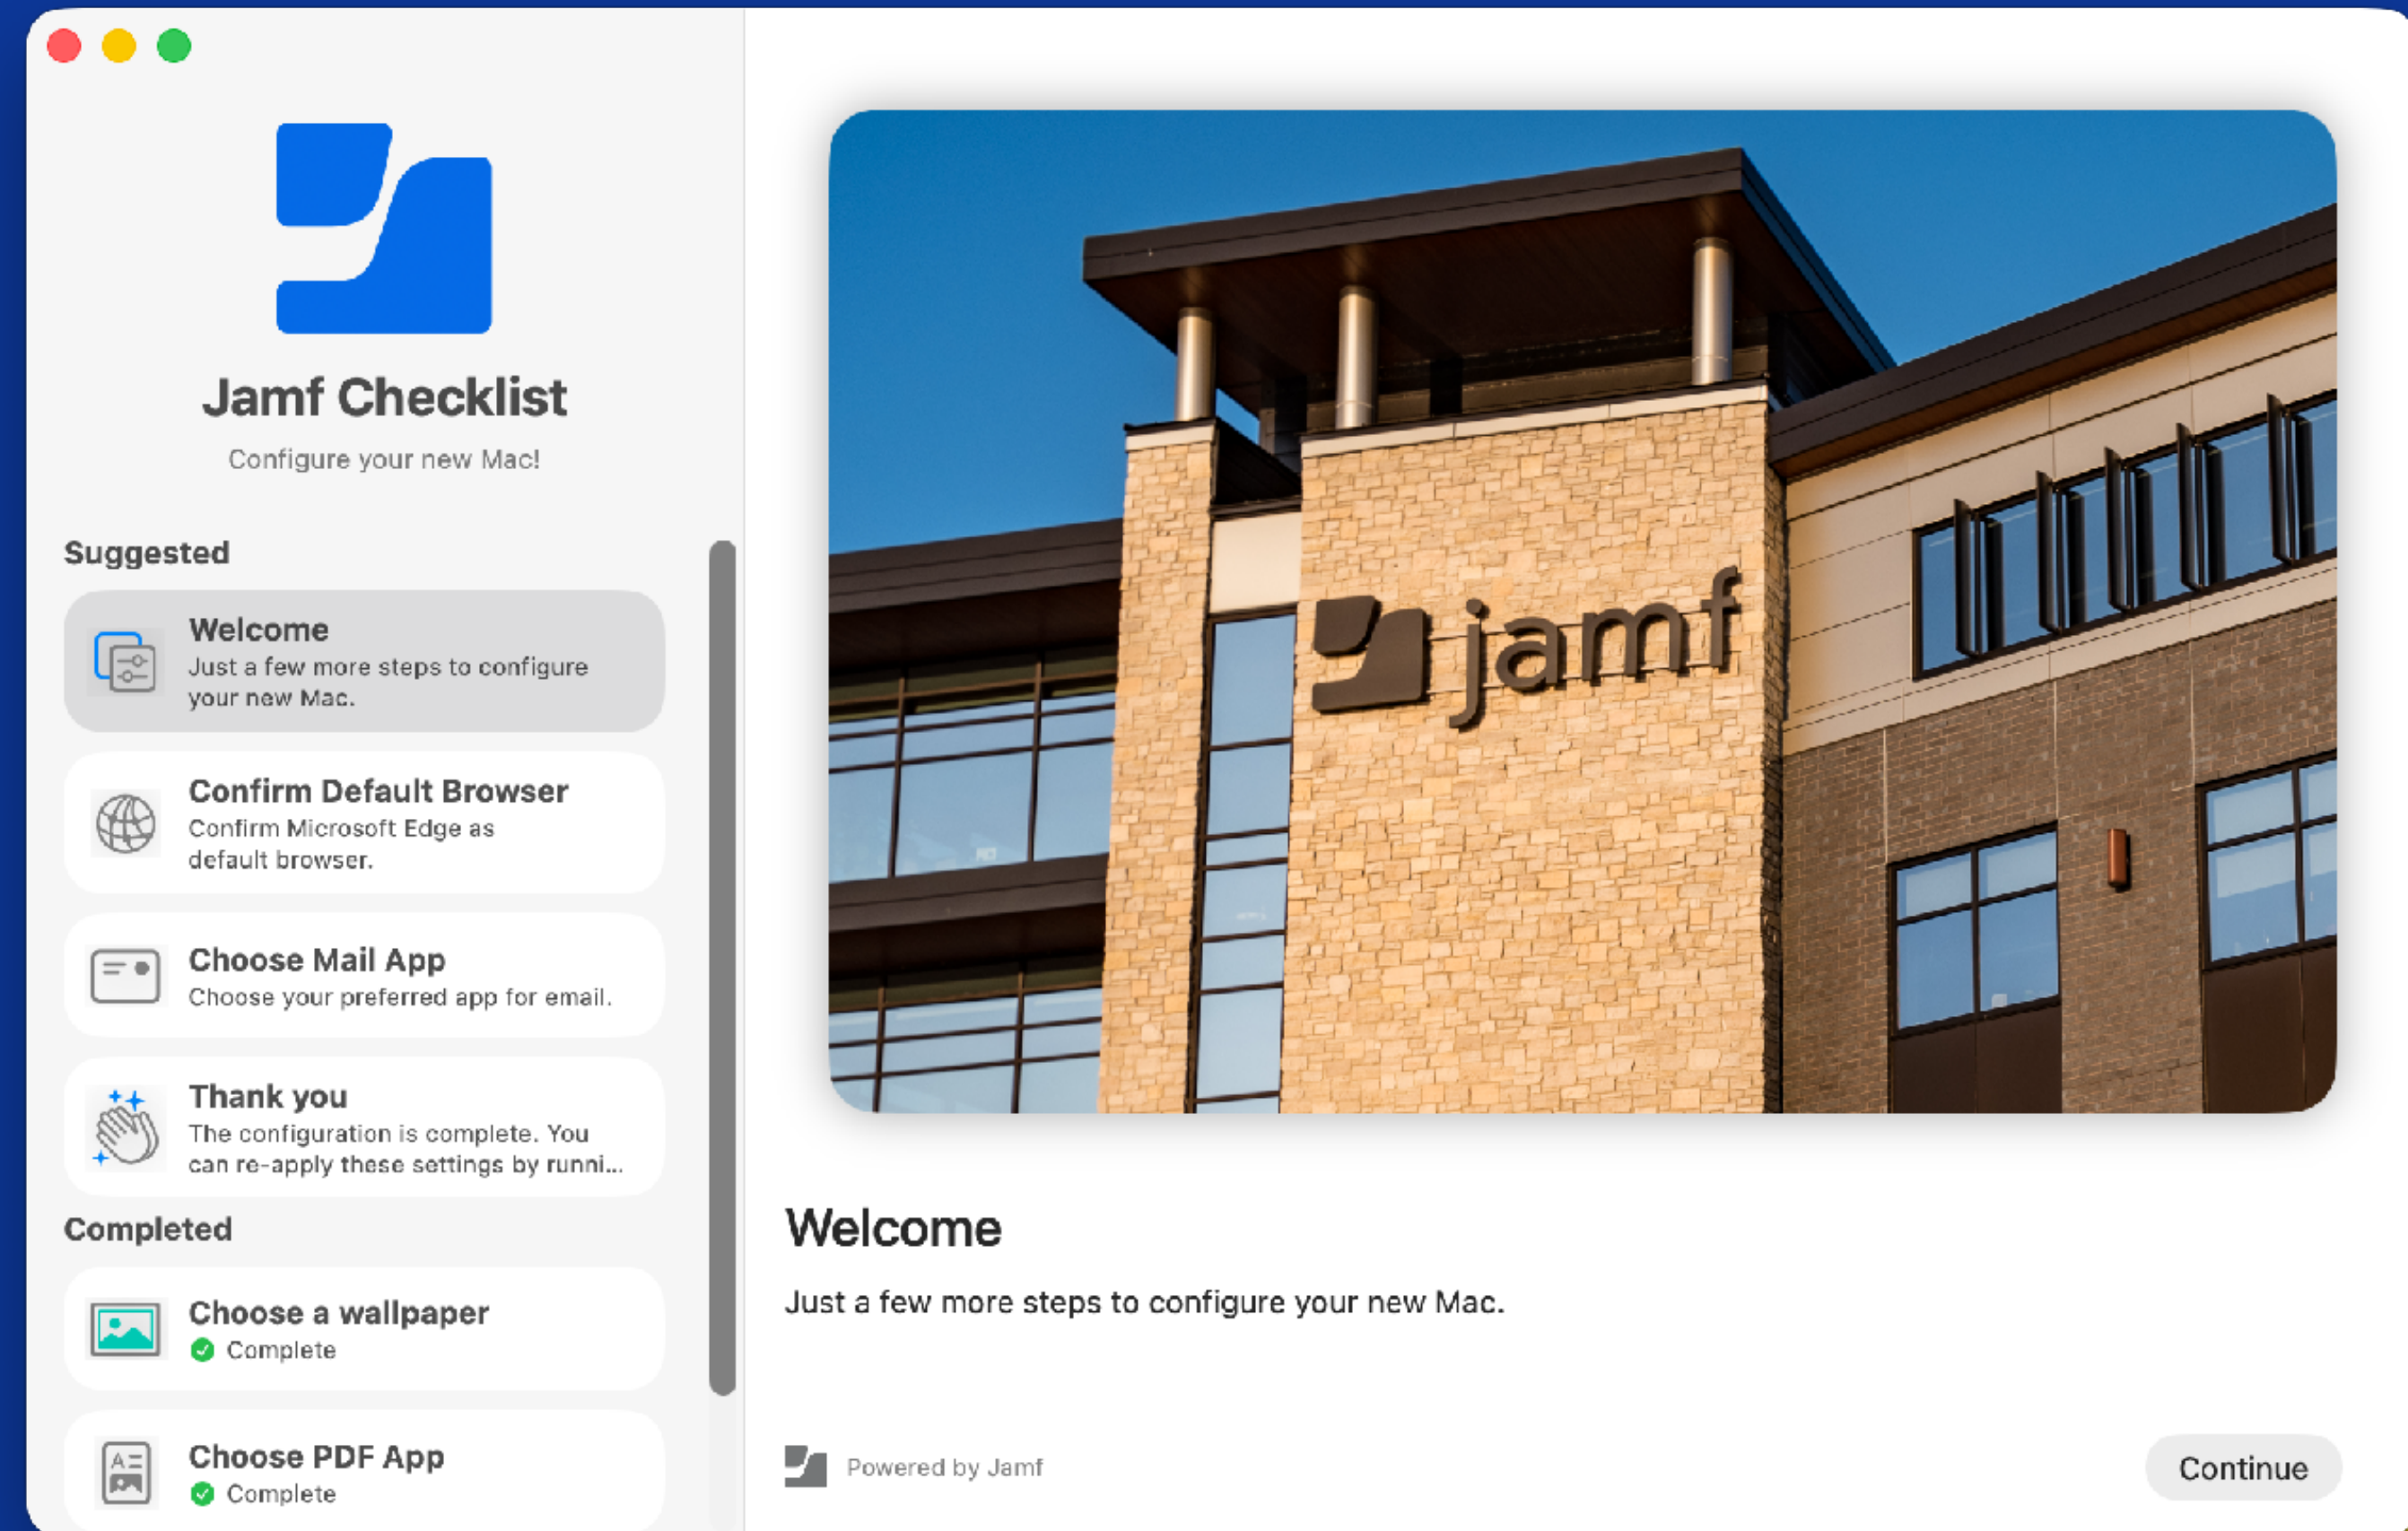 Jamf Checklist
Configure your new Mac!
Suggested
Welcome
Just a few more steps to configure
your new Mac.
Confirm Default Browser
Confirm Microsoft Edge as
default browser.
Choose Mail App
Choose your preferred app for email.
Thank you
The configuration is complete. You
can re-apply these settings by runni...
Completed
Choose a wallpaper
Complete
Choose PDF App
Complete
jamf
Welcome
Just a few more steps to configure your new Mac.
Powered by Jamf
Continue